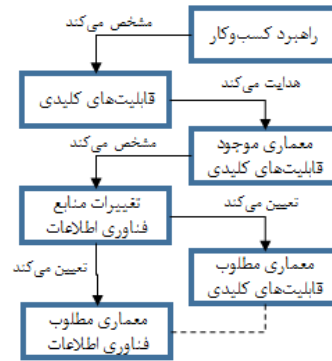 راهبرد کسب‌وکار
مشخص می‌کند
قابلیت‌های کلیدی
هدایت می‌کند
معماری موجود
قابلیت‌های کلیدی
مشخص می‌کند
تغییرات منابع
فناوری اطلاعات
تعیین می‌کند
معماری مطلوب
قابلیت‌های کلیدی
تعیین می‌کند
معماری مطلوب
فناوری اطلاعات